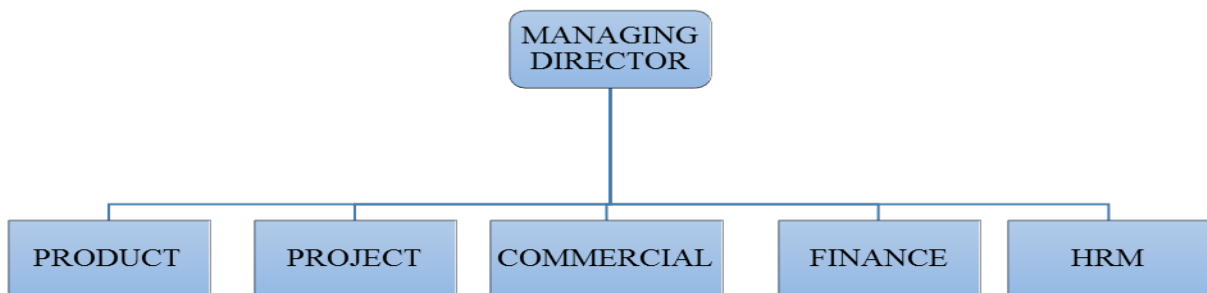 MANAGING
DIRECTOR
PRODUCT
PROJECT
COMMERCIAL
FINANCE
HRM